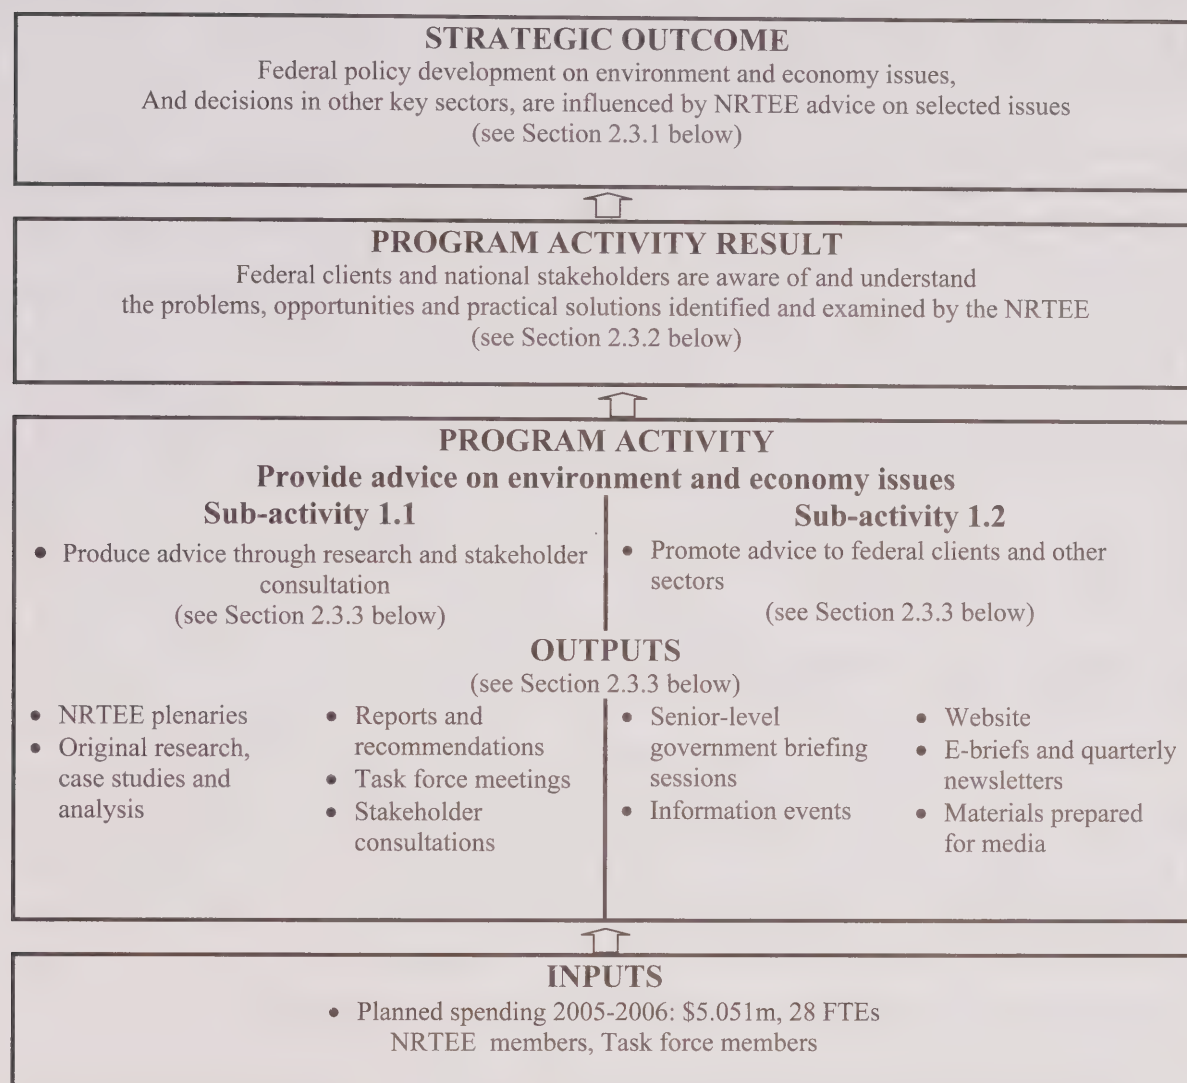 STRATEGIC OUTCOME
Federal policy development on environment and economy issues,
And decisions in other key sectors, are influenced by NRTEE advice on selected issues
(see Section 2.3.1 below)
PROGRAM ACTIVITY RESULT
Federal clients and national stakeholders are aware of and understand
the problems, opportunities and practical solutions identified and examined by the NRTEE
(see Section 2.3.2 below)
PROGRAM ACTIVITY
Provide advice on environment and economy issues
Sub-activity 1.1
• Produce advice through research and stakeholder
consultation
(see Section 2.3.3 below)
Sub-activity 1.2
• Promote advice to federal clients and other
sectors
(see Section 2.3.3 below)
OUTPUTS
(see Section 2.3.3 below)
• NRTEE plenaries
• Original research,
case studies and
analysis
• Reports and
recommendations
• Task force meetings
• Stakeholder
consultations
• Senior-level
government briefing
sessions
• Information events
• Website
• E-briefs and quarterly
newsletters
• Materials prepared
for media
INPUTS
• Planned spending 2005-2006: $5.051m, 28 FTEs
NRTEE members, Task force members